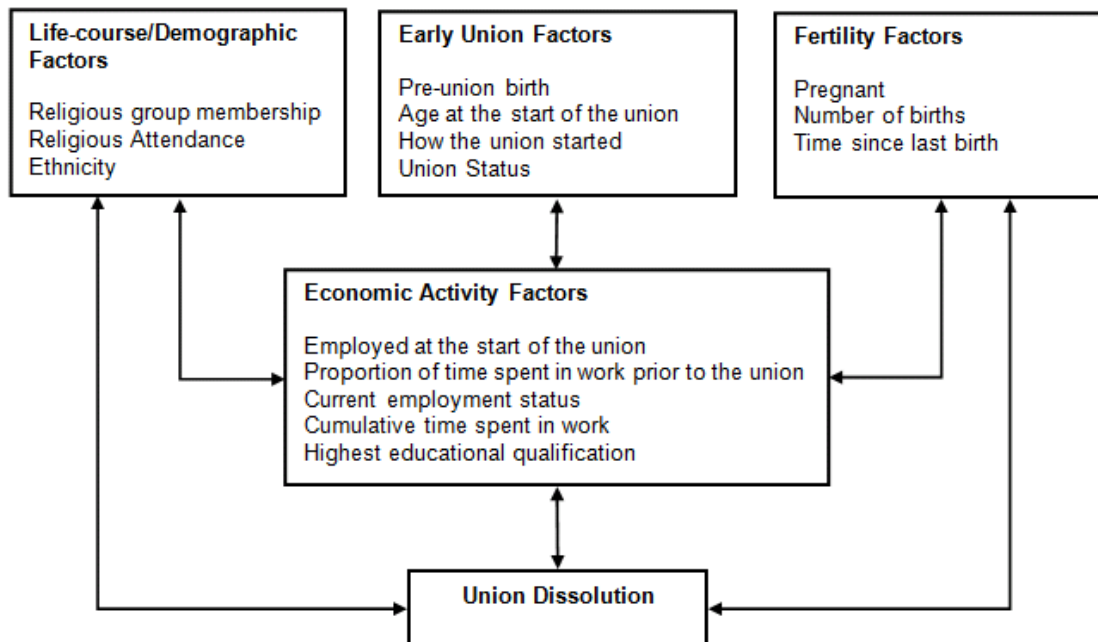 Life-course/Demographic
Factors
Religious group membership
Religious Attendance
Ethnicity
Early Union Factors
Pre-union birth
Age at the start of the union
How the union started
Union Status
Fertility Factors
Pregnant
Number of births
Time since last birth
Economic Activity Factors
Employed at the start of the union
Proportion of time spent in work prior to the union
Current employment status
Cumulative time spent in work
Highest educational qualification
Union Dissolution